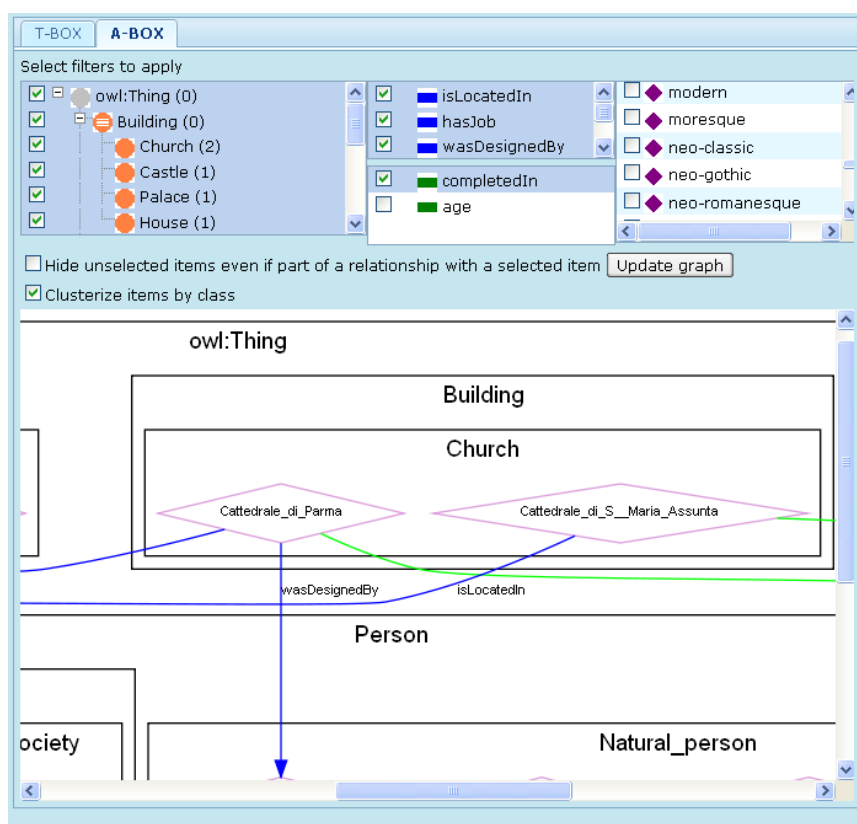 T-BOX A-BOX
Select filters to apply
owl:Thing (0)
Building (0)
Church (2)
Castle (1)
Palace (1)
House (1)
isLocatedIn
hasJob
wasDesignedBy
completedIn
age
modern
moresque
neo-classic
neo-gothic
neo-romanesque
Hide unselected items even if part of a relationship with a selected item Update graph
Clusterize items by class
owl:Thing
Building
Church
Cattedrale_di_Parma Cattedrale_di_S__Maria_Assunta
wasDesignedBy isLocatedIn
Person
ociety Natural_person